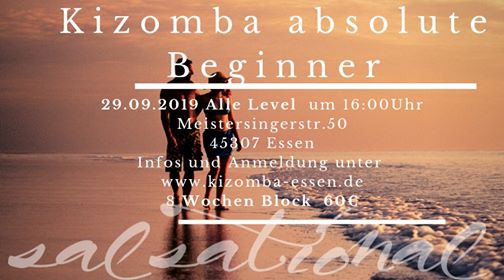 Kizomba absolute
Beginner
29.09.2019 Alle Level um 16:00Uhr
Meistersingerstr.50
45307 Essen
Infos und Anmeldung unter
www.kizomba-essen.de
8 Wochen Block 60€
salsational